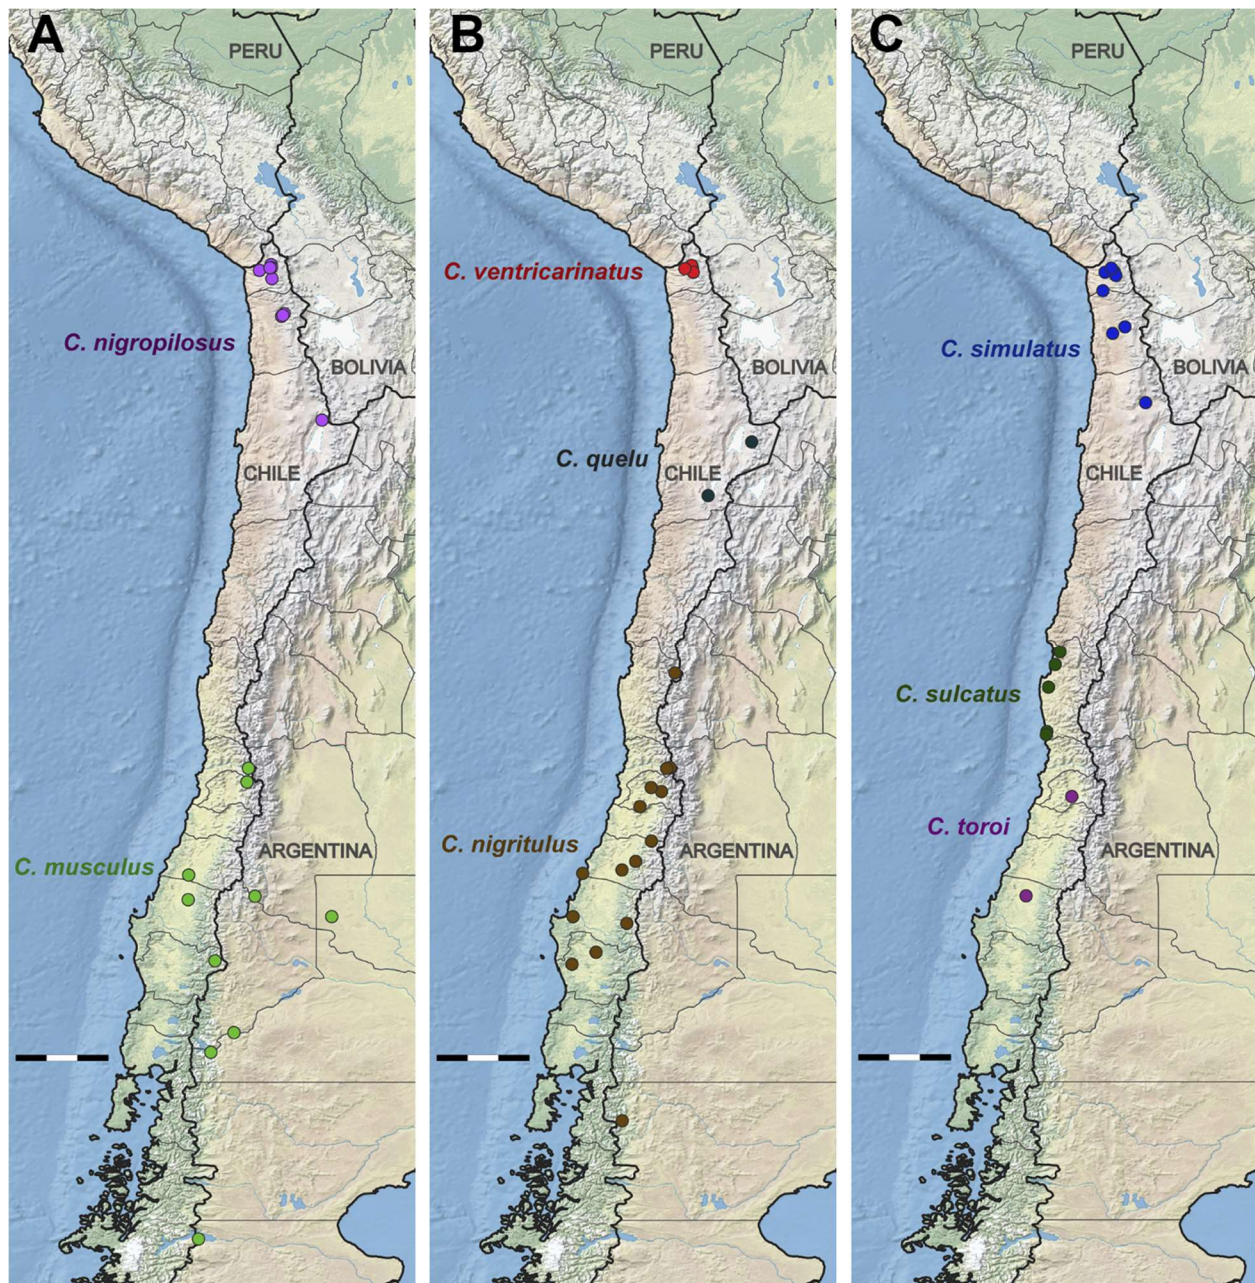 A
PERU
C. nigropilosus
BOLIVIA
CHILE
C. musculus
ARGENTINA
B
PERU
C. ventricarinatus
BOLIVIA
C. quelu
CHILE
C. nigritulus
ARGENTINA
C
PERU
C. simulatus
BOLIVIA
CHILE
C. sulcatus
C. toroi
ARGENTINA